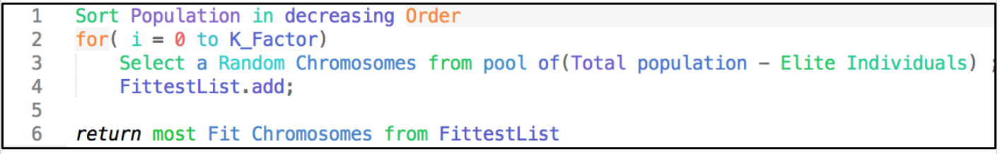 1 Sort Population in decreasing Order
2 for( i = 0 to K_Factor)
3 Select a Random Chromosomes from pool of(Total population - Elite Individuals) ;
4 FittestList.add;
5
6 return most Fit Chromosomes from FittestList